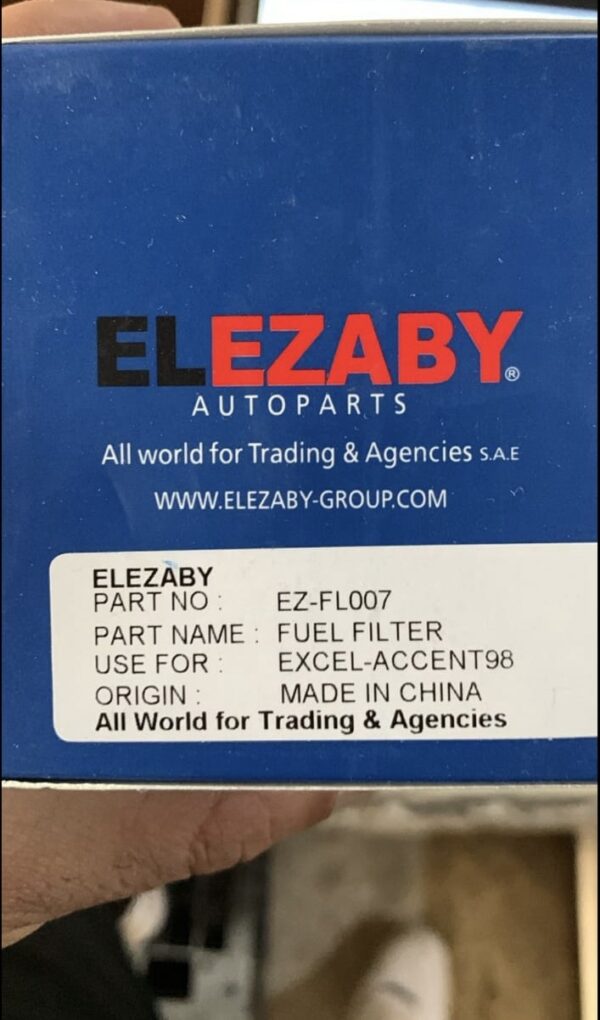 ELEZABY®
AUTOPARTS
All world for Trading & Agencies S.A.E
WWW.ELEZABY-GROUP.COM
ELEZABY
PART NO : EZ-FL007
PART NAME : FUEL FILTER
USE FOR : EXCEL-ACCENT98
ORIGIN : MADE IN CHINA
All World for Trading & Agencies